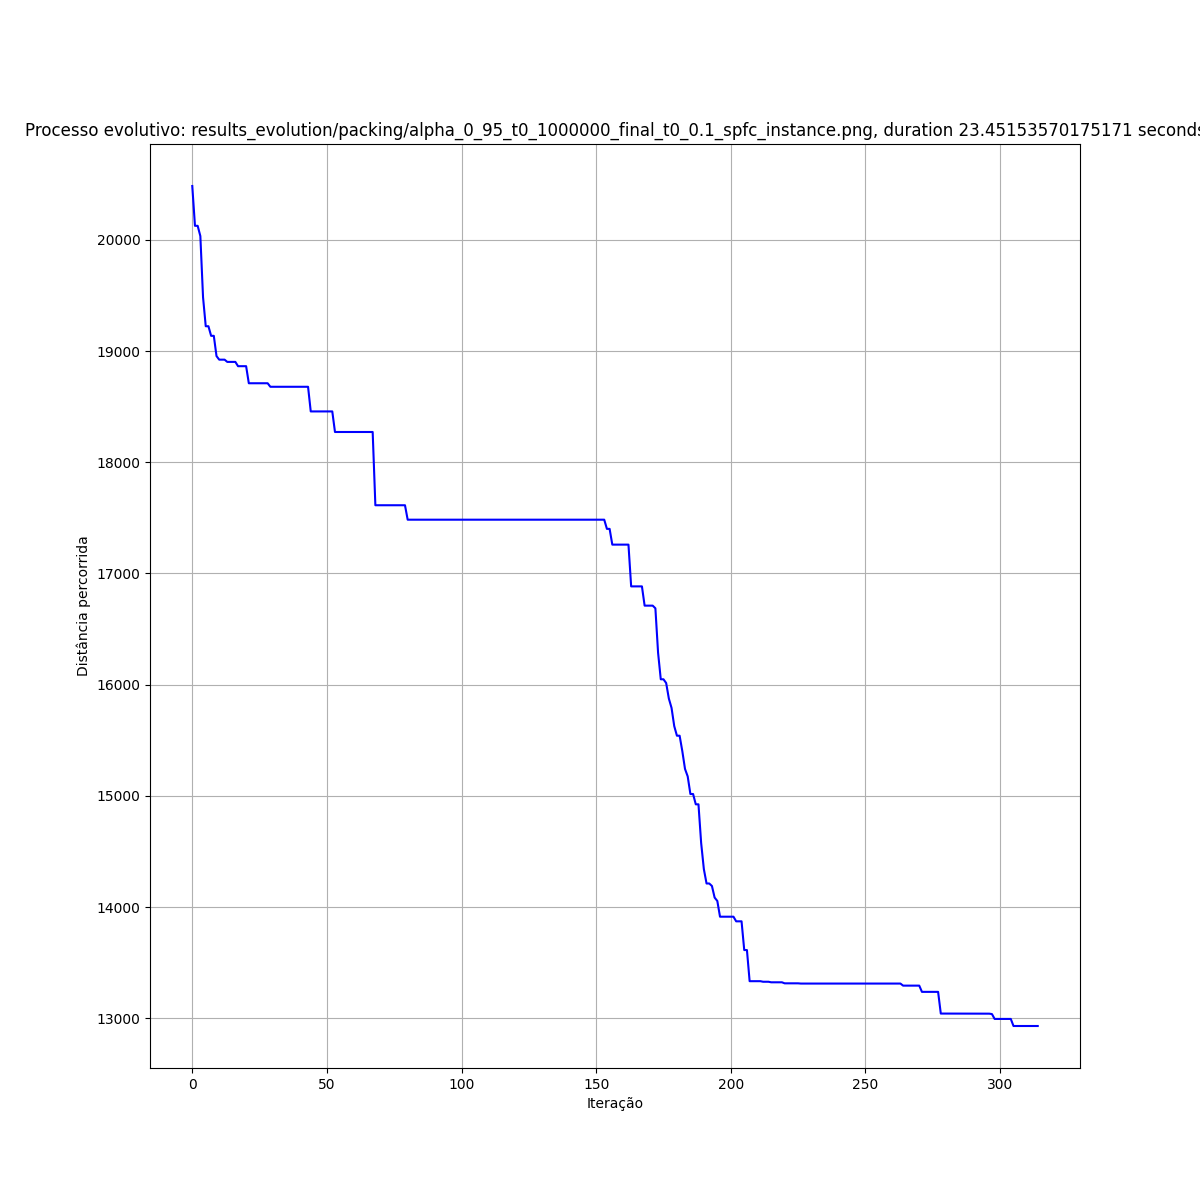 Processo evolutivo: results_evolution/packing/alpha_0_95_t0_1000000_final_t0_0.1_spfc_instance.png, duration 23.45153570175171 seconds
20000
19000
18000
17000
16000
15000
14000
13000
Distância percorrida
0 50 100 150 200 250 300
Iteração